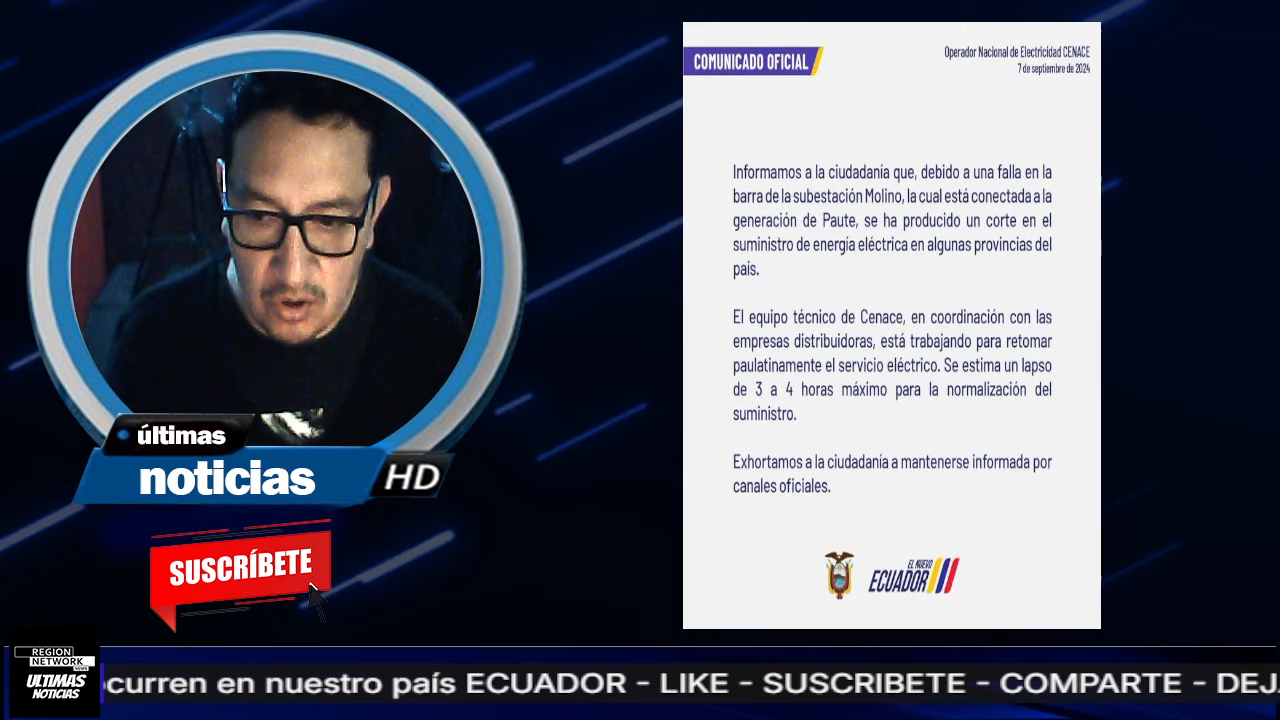 COMUNICADO OFICIAL
Operador Nacional de Electricidad CENACE
7 de septiembre de 2024
Informamos a la ciudadanía que, debido a una falla en la
barra de la subestación Molino, la cual está conectada a la
generación de Paute, se ha producido un corte en el
suministro de energía eléctrica en algunas provincias del
país.
El equipo técnico de Cenace, en coordinación con las
empresas distribuidoras, está trabajando para retomar
paulatinamente el servicio eléctrico. Se estima un lapso
de 3 a 4 horas máximo para la normalización del
suministro.
Exhortamos a la ciudadanía a mantenerse informada por
canales oficiales.
EL NUEVO
ECUADOR
últimas
noticias
HD
SUSCRÍBETE
REGION
NETWORK
NEWS
ULTIMAS
NOTICIAS
ocurren en nuestro país ECUADOR - LIKE - SUSCRIBETE - COMPARTE - DEJA